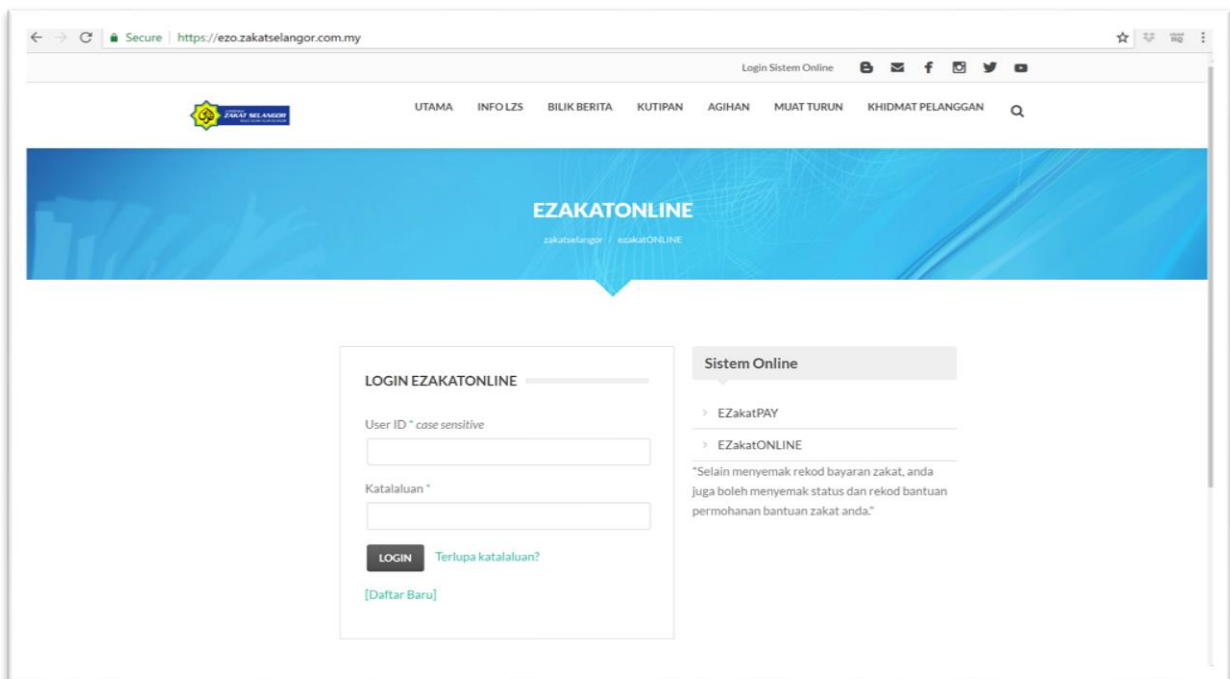 Secure https://ezo.zakatselangor.com.my
Login Sistem Online
ZAKAT SELANGOR
UTAMA INFO LZS BILIK BERITA KUTIPAN AGIHAN MUAT TURUN KHIDMAT PELANGGAN
EZAKATONLINE
zakatselangor / ezakatONLINE
LOGIN EZAKATONLINE
User ID * case sensitive
Katalaluan *
LOGIN Terlupa katalaluan?
[Daftar Baru]
Sistem Online
> EZakatPAY
> EZakatONLINE
"Selain menyemak rekod bayaran zakat, anda
juga boleh menyemak status dan rekod bantuan
permohanan bantuan zakat anda."